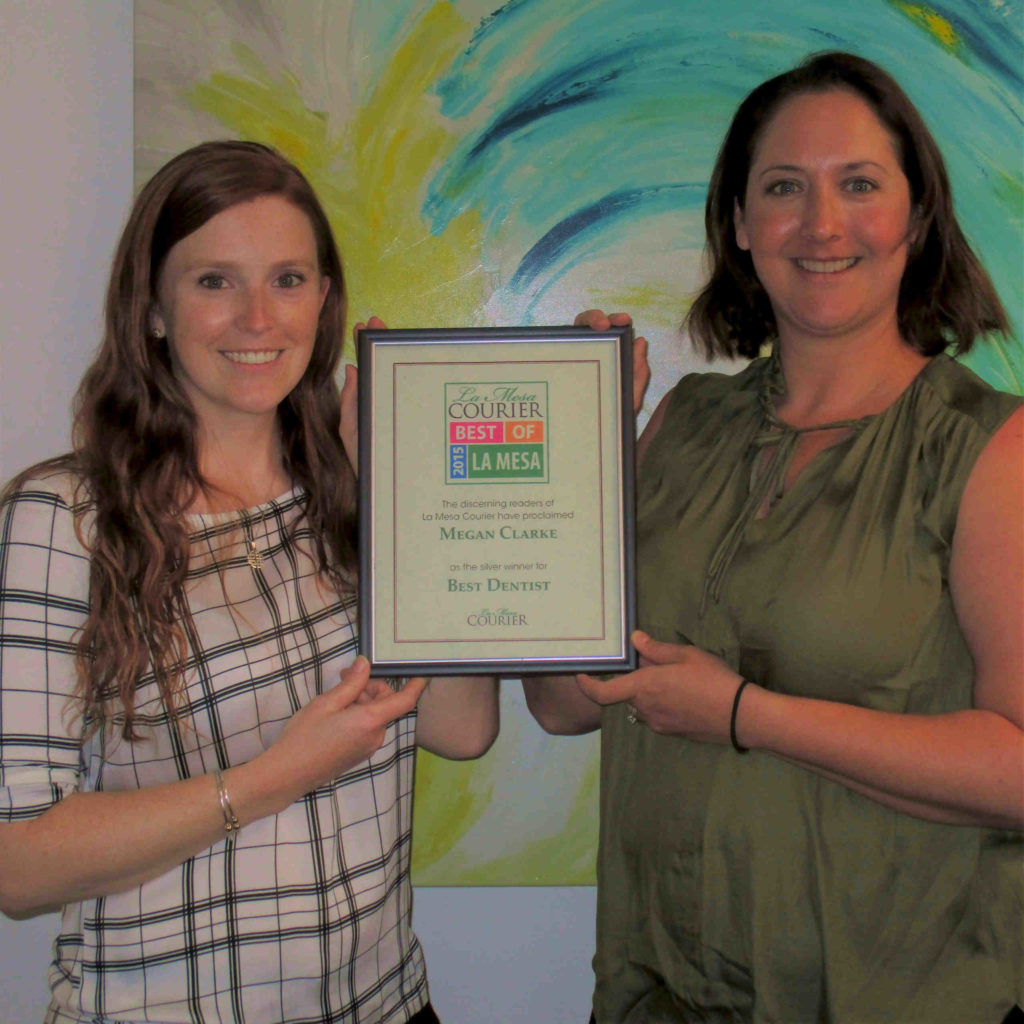 La Mesa
COURIER
BEST OF
2015 LA MESA
The discerning readers of
La Mesa Courier have proclaimed
MEGAN CLARKE
as the silver winner for
BEST DENTIST
La Mesa
COURIER